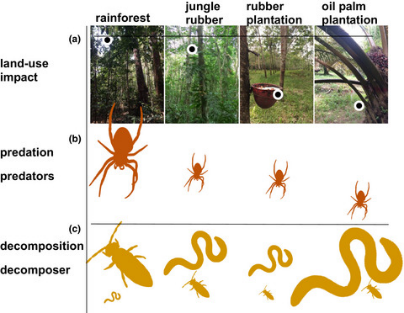 rainforest
jungle
rubber
rubber
plantation
oil palm
plantation
(a)
land-use
impact
(b)
predation
predators
(c)
decomposition
decomposer